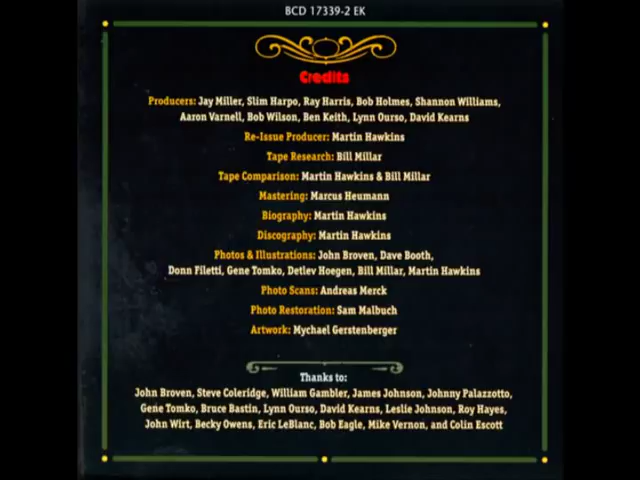 BCD 17339-2 EK
Credits
Producers: Jay Miller, Slim Harpo, Ray Harris, Bob Holmes, Shannon Williams,
Aaron Varnell, Bob Wilson, Ben Keith, Lynn Ourso, David Kearns
Re-Issue Producer: Martin Hawkins
Tape Research: Bill Millar
Tape Comparison: Martin Hawkins & Bill Millar
Mastering: Marcus Heumann
Biography: Martin Hawkins
Discography: Martin Hawkins
Photos & Illustrations: John Broven, Dave Booth,
Donn Filetti, Gene Tomko, Detlev Hoegen, Bill Millar, Martin Hawkins
Photo Scans: Andreas Merck
Photo Restoration: Sam Malbuch
Artwork: Mychael Gerstenberger
Thanks to:
John Broven, Steve Coleridge, William Gambler, James Johnson, Johnny Palazzotto,
Gene Tomko, Bruce Bastin, Lynn Ourso, David Kearns, Leslie Johnson, Roy Hayes,
John Wirt, Becky Owens, Eric LeBlanc, Bob Eagle, Mike Vernon, and Colin Escott